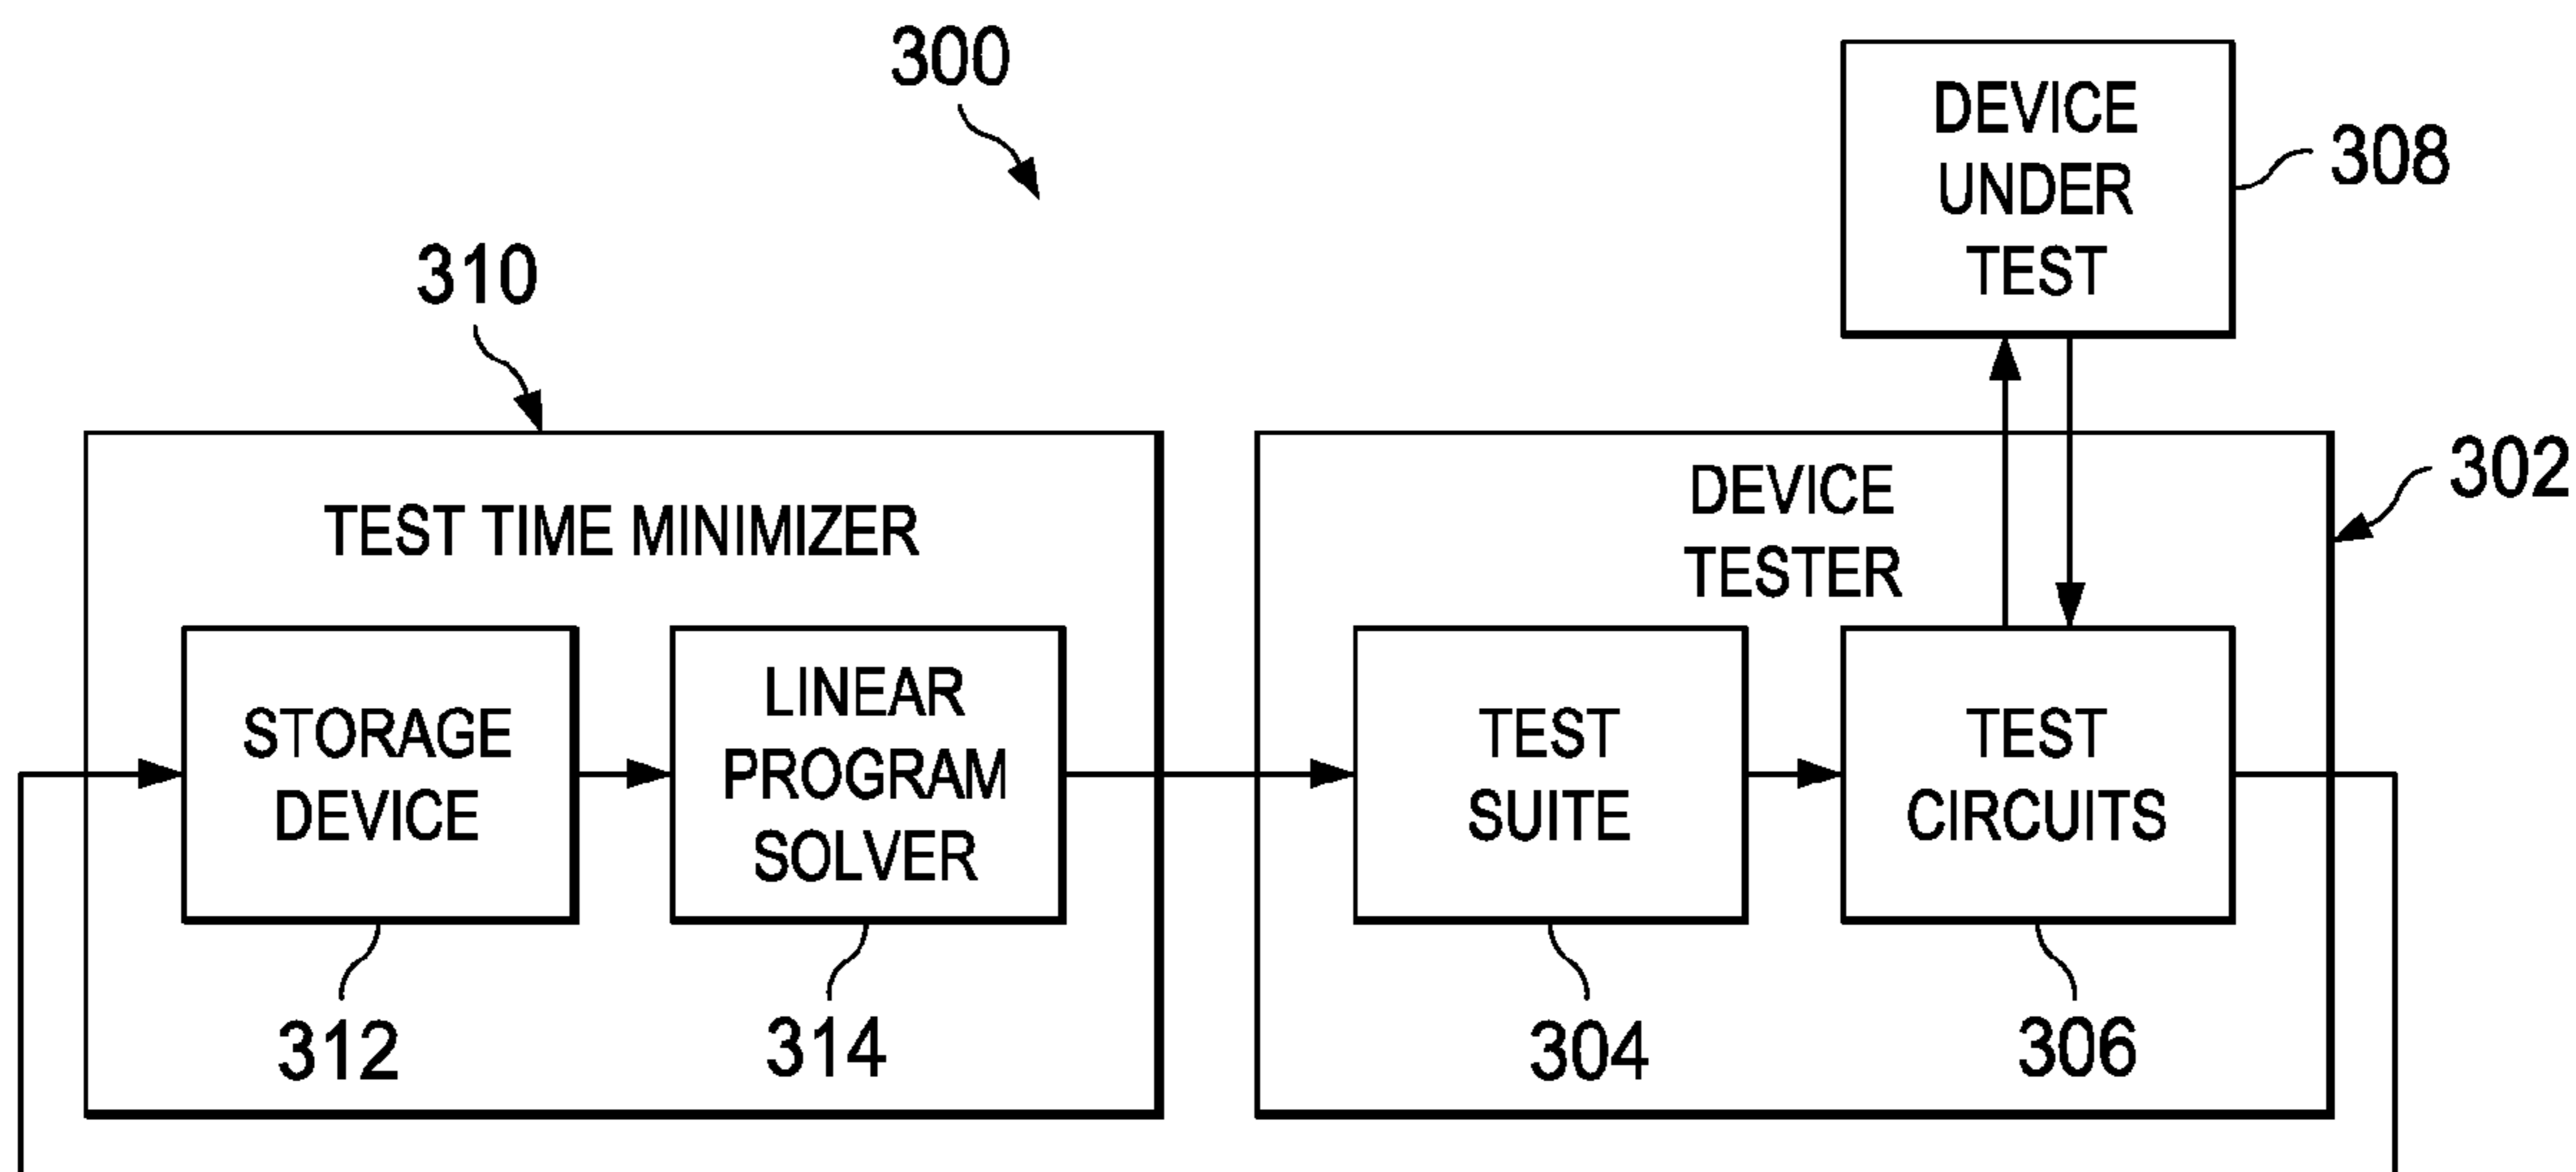 300
DEVICE
UNDER
TEST
308
310
302
TEST TIME MINIMIZER
DEVICE
TESTER
STORAGE
DEVICE
LINEAR
PROGRAM
SOLVER
TEST
SUITE
TEST
CIRCUITS
312
314
304
306